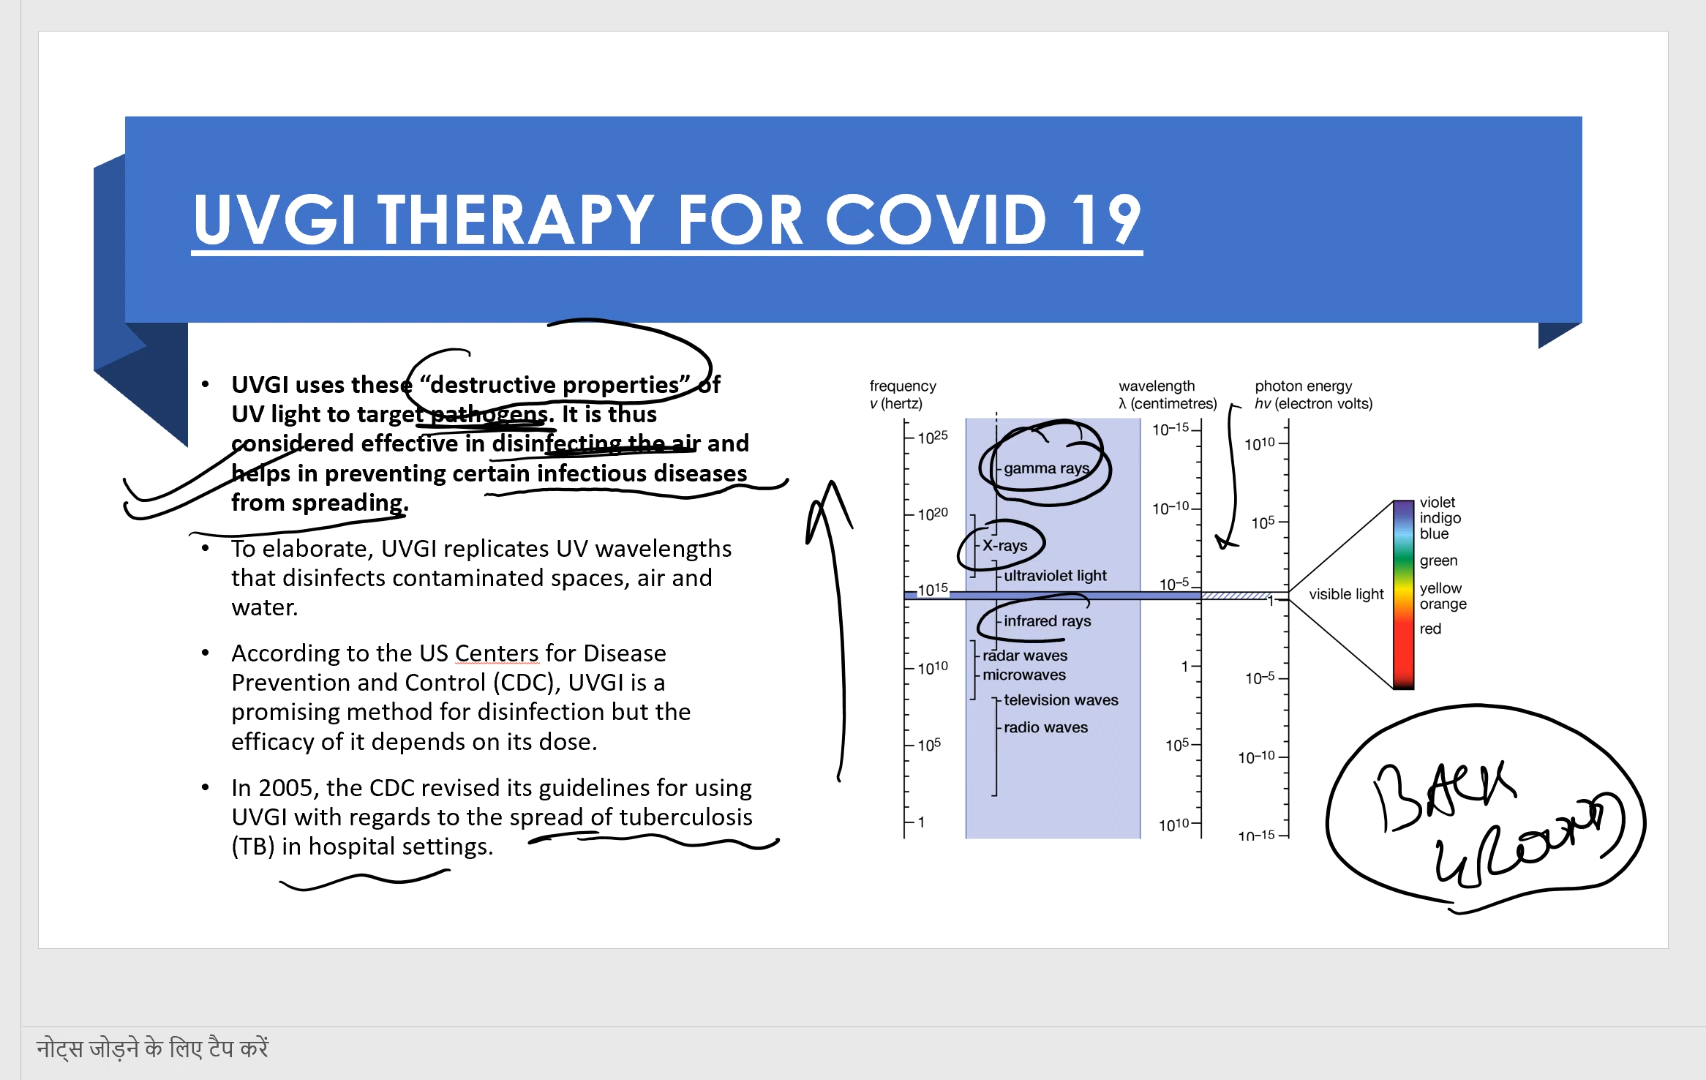 UVGI THERAPY FOR COVID 19
• UVGI uses these “destructive properties” of
UV light to target pathogens. It is thus
considered effective in disinfecting the air and
helps in preventing certain infectious diseases
from spreading.
• To elaborate, UVGI replicates UV wavelengths
that disinfects contaminated spaces, air and
water.
• According to the US Centers for Disease
Prevention and Control (CDC), UVGI is a
promising method for disinfection but the
efficacy of it depends on its dose.
• In 2005, the CDC revised its guidelines for using
UVGI with regards to the spread of tuberculosis
(TB) in hospital settings.
frequency
ν (hertz)
10²⁵
10²⁰
10¹⁵
10¹⁰
10⁵
1
gamma rays
X-rays
ultraviolet light
infrared rays
radar waves
microwaves
television waves
radio waves
wavelength
λ (centimetres)
10⁻¹⁵
10⁻¹⁰
10⁻⁵
1
10⁵
10¹⁰
photon energy
hν (electron volts)
10¹⁰
10⁵
1
10⁻⁵
10⁻¹⁰
10⁻¹⁵
visible light
violet
indigo
blue
green
yellow
orange
red
BACK
नोट्स जोड़ने के लिए टैप करें